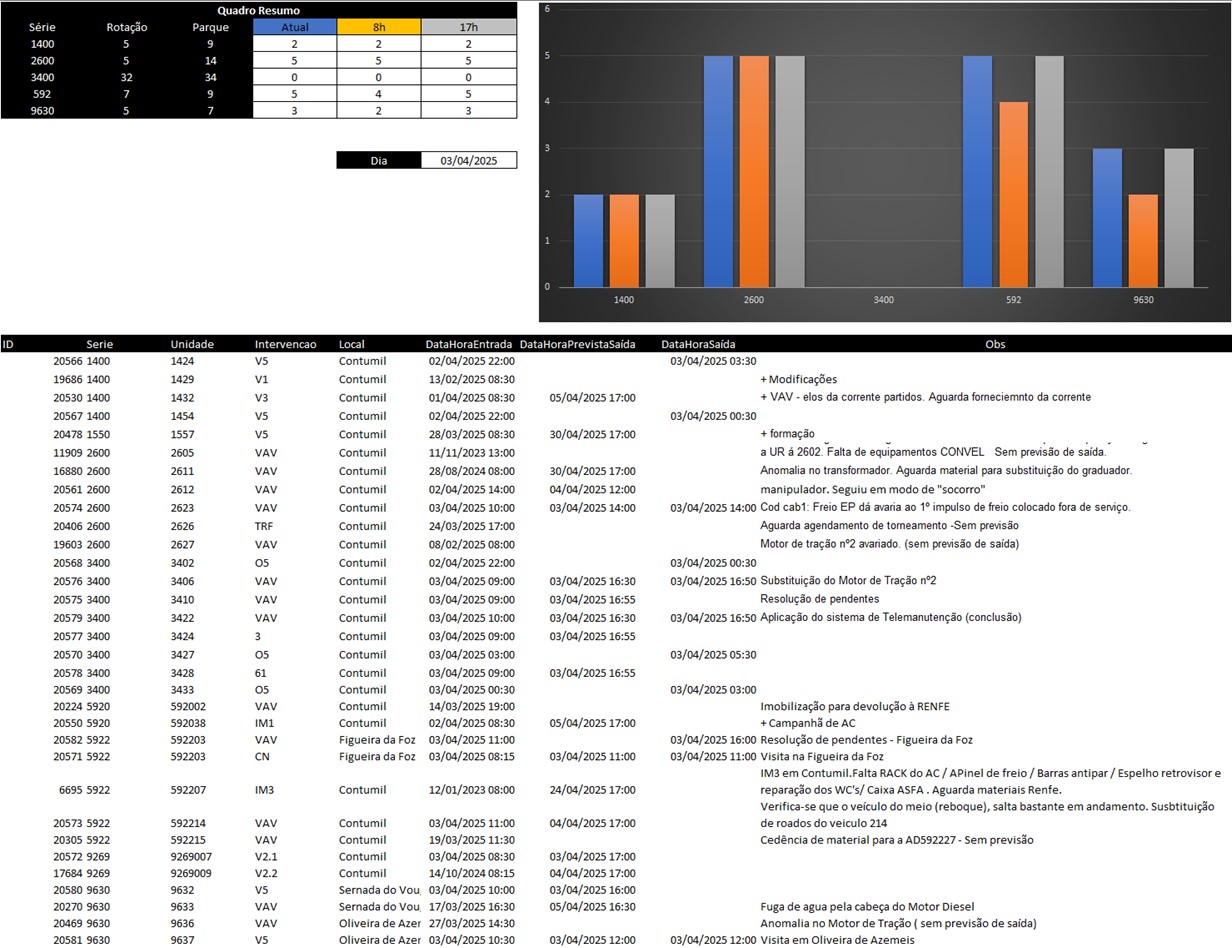 Quadro Resumo
Série Rotação Parque Atual 8h 17h
1400 5 9 2 2 2
2600 5 14 5 5 5
3400 32 34 0 0 0
592 7 9 5 4 5
9630 5 7 3 2 3
Dia 03/04/2025
6
5
4
3
2
1
0
1400 2600 3400 592 9630
ID Serie Unidade Intervencao Local DataHoraEntrada DataHoraPrevistaSaída DataHoraSaída Obs
20566 1400 1424 V5 Contumil 02/04/2025 22:00 03/04/2025 03:30
19686 1400 1429 V1 Contumil 13/02/2025 08:30 + Modificações
20530 1400 1432 V3 Contumil 01/04/2025 08:30 05/04/2025 17:00 + VAV - elos da corrente partidos. Aguarda forneciemnto da corrente
20567 1400 1454 V5 Contumil 02/04/2025 22:00 03/04/2025 00:30
20478 1550 1557 V5 Contumil 28/03/2025 08:30 30/04/2025 17:00 + formação
11909 2600 2605 VAV Contumil 11/11/2023 13:00 a UR á 2602. Falta de equipamentos CONVEL Sem previsão de saída.
16880 2600 2611 VAV Contumil 28/08/2024 08:00 30/04/2025 17:00 Anomalia no transformador. Aguarda material para substituição do graduador.
20561 2600 2612 VAV Contumil 02/04/2025 14:00 04/04/2025 12:00 manipulador. Seguiu em modo de "socorro"
20574 2600 2623 VAV Contumil 03/04/2025 10:00 03/04/2025 14:00 03/04/2025 14:00 Cod cab1: Freio EP dá avaria ao 1º impulso de freio colocado fora de serviço.
20406 2600 2626 TRF Contumil 24/03/2025 17:00 Aguarda agendamento de torneamento -Sem previsão
19603 2600 2627 VAV Contumil 08/02/2025 08:00 Motor de tração nº2 avariado. (sem previsão de saída)
20568 3400 3402 O5 Contumil 02/04/2025 22:00 03/04/2025 00:30
20576 3400 3406 VAV Contumil 03/04/2025 09:00 03/04/2025 16:30 03/04/2025 16:50 Substituição do Motor de Tração nº2
20575 3400 3410 VAV Contumil 03/04/2025 09:00 03/04/2025 16:55 Resolução de pendentes
20579 3400 3422 VAV Contumil 03/04/2025 10:00 03/04/2025 16:30 03/04/2025 16:50 Aplicação do sistema de Telemanutenção (conclusão)
20577 3400 3424 3 Contumil 03/04/2025 09:00 03/04/2025 16:55
20570 3400 3427 O5 Contumil 03/04/2025 03:00 03/04/2025 05:30
20578 3400 3428 61 Contumil 03/04/2025 09:00 03/04/2025 16:55
20569 3400 3433 O5 Contumil 03/04/2025 00:30 03/04/2025 03:00
20224 5920 592002 VAV Contumil 14/03/2025 19:00 Imobilização para devolução à RENFE
20550 5920 592038 IM1 Contumil 02/04/2025 08:30 05/04/2025 17:00 + Campanhã de AC
20582 5922 592203 VAV Figueira da Foz 03/04/2025 11:00 03/04/2025 16:00 Resolução de pendentes - Figueira da Foz
20571 5922 592203 CN Figueira da Foz 03/04/2025 08:15 03/04/2025 11:00 03/04/2025 11:00 Visita na Figueira da Foz
IM3 em Contumil.Falta RACK do AC / APinel de freio / Barras antipar / Espelho retrovisor e
6695 5922 592207 IM3 Contumil 12/01/2023 08:00 24/04/2025 17:00 reparação dos WC's/ Caixa ASFA . Aguarda materiais Renfe.
Verifica-se que o veículo do meio (reboque), salta bastante em andamento. Susbtituição
20573 5922 592214 VAV Contumil 03/04/2025 11:00 04/04/2025 17:00 de roados do veiculo 214
20305 5922 592215 VAV Contumil 19/03/2025 11:30 Cedência de material para a AD592227 - Sem previsão
20572 9269 9269007 V2.1 Contumil 03/04/2025 08:30 03/04/2025 17:00
17684 9269 9269009 V2.2 Contumil 14/10/2024 08:15 04/04/2025 17:00
20580 9630 9632 V5 Sernada do Vou 03/04/2025 10:00 03/04/2025 16:00
20270 9630 9633 VAV Sernada do Vou 17/03/2025 16:30 05/04/2025 16:30 Fuga de agua pela cabeça do Motor Diesel
20469 9630 9636 VAV Oliveira de Azer 27/03/2025 14:30 Anomalia no Motor de Tração ( sem previsão de saída)
20581 9630 9637 V5 Oliveira de Azer 03/04/2025 10:30 03/04/2025 12:00 03/04/2025 12:00 Visita em Oliveira de Azemeis